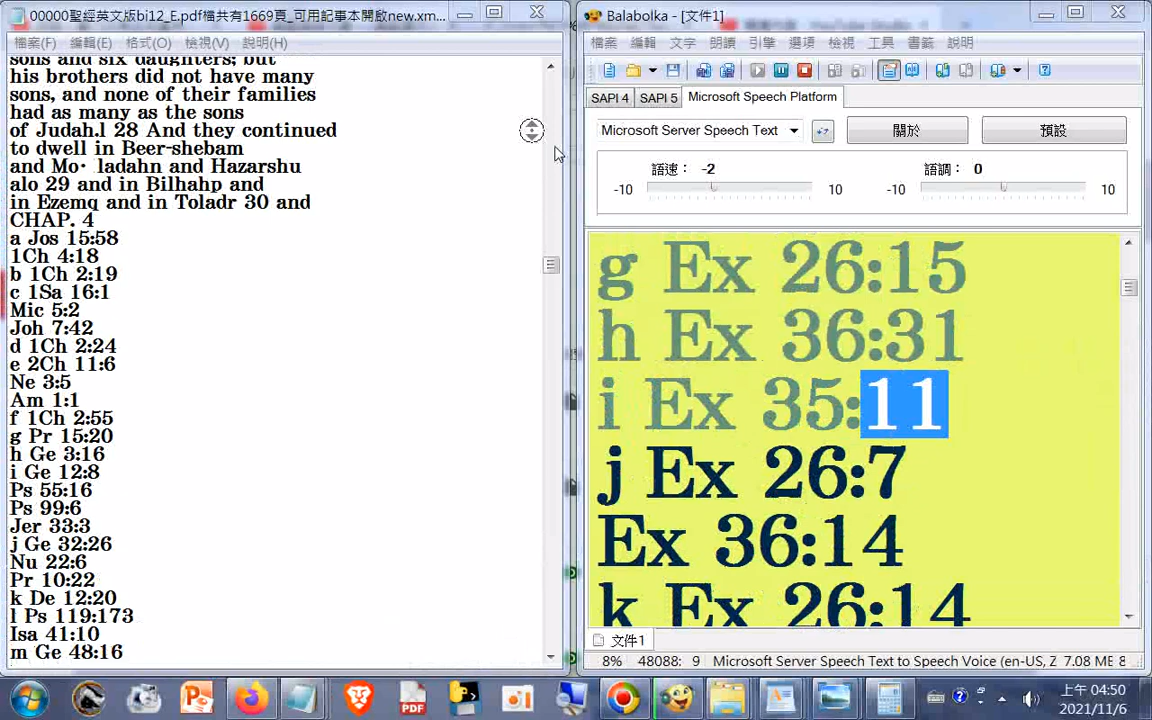 00000聖經英文版bi12_E.pdf檔共有1669頁_可用記事本開啟new.xm...
檔案(F) 編輯(E) 格式(O) 檢視(V) 說明(H)
sons and six daughters; but
his brothers did not have many
sons, and none of their families
had as many as the sons
of Judah.l 28 And they continued
to dwell in Beer-shebam
and Mo· ladahn and Hazarshu
alo 29 and in Bilhahp and
in Ezemq and in Toladr 30 and
CHAP. 4
a Jos 15:58
1Ch 4:18
b 1Ch 2:19
c 1Sa 16:1
Mic 5:2
Joh 7:42
d 1Ch 2:24
e 2Ch 11:6
Ne 3:5
Am 1:1
f 1Ch 2:55
g Pr 15:20
h Ge 3:16
i Ge 12:8
Ps 55:16
Ps 99:6
Jer 33:3
j Ge 32:26
Nu 22:6
Pr 10:22
k De 12:20
l Ps 119:173
Isa 41:10
m Ge 48:16
Balabolka - [文件1]
檔案 編輯 文字 朗讀 引擎 選項 檢視 工具 書籤 說明
SAPI 4 SAPI 5 Microsoft Speech Platform
Microsoft Server Speech Text 關於 預設
語速： -2 語調： 0
-10 10 -10 10
g Ex 26:15
h Ex 36:31
i Ex 35:11
j Ex 26:7
Ex 36:14
k Ex 26:14
文件1
8% 48088: 9 Microsoft Server Speech Text to Speech Voice (en-US, Z 7.08 MB 8
上午 04:50
2021/11/6